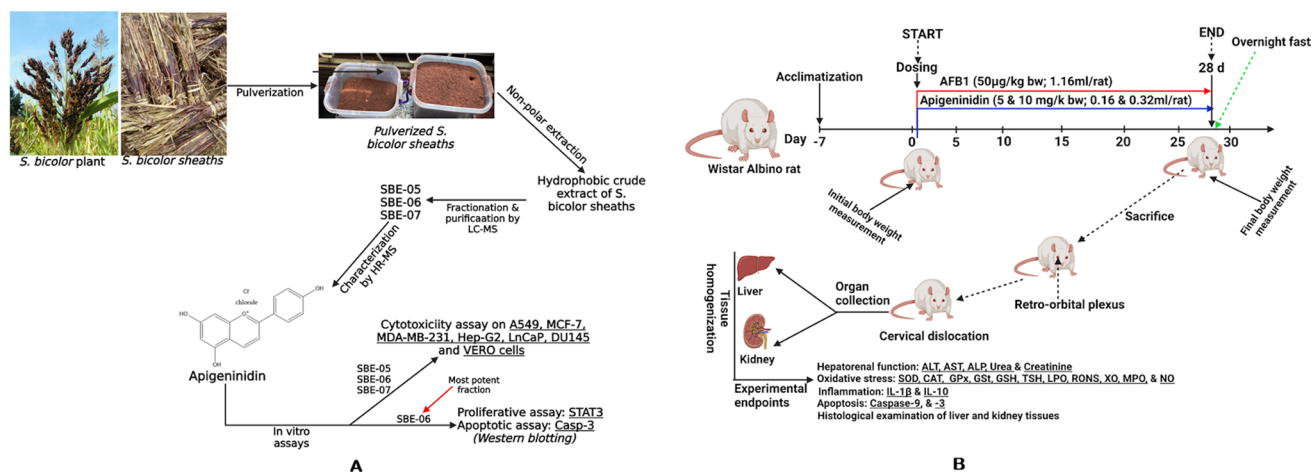 S. bicolor plant
S. bicolor sheaths
Pulverization
Pulverized S.
bicolor sheaths
Non-polar extraction
Hydrophobic crude
extract of S.
bicolor sheaths
Fractionation &
purificaation by
LC-MS
SBE-05
SBE-06
SBE-07
Characterization
by HR-MS
Cl-
chloride
OH
HO
O+
OH
Apigeninidin
In vitro
assays
SBE-05
SBE-06
SBE-07
Cytotoxiciity assay on A549, MCF-7,
MDA-MB-231, Hep-G2, LnCaP, DU145
and VERO cells
Most potent
fraction
SBE-06
Proliferative assay: STAT3
Apoptotic assay: Casp-3
(Western blotting)
A
START
END
Overnight fast
Dosing
28 d
Acclimatization
AFB1 (50µg/kg bw; 1.16ml/rat)
Apigeninidin (5 & 10 mg/k bw; 0.16 & 0.32ml/rat)
Day
-7 0 5 10 15 20 25 30
Wistar Albino rat
Initial body weight
measurement
Final body weight
measurement
Sacrifice
Retro-orbital plexus
Cervical dislocation
Organ
collection
Liver
Kidney
Tissue
homogenization
Experimental
endpoints
Hepatorenal function: ALT, AST, ALP, Urea & Creatinine
Oxidative stress: SOD, CAT, GPx, GSt, GSH, TSH, LPO, RONS, XO, MPO, & NO
Inflammation: IL-1β & IL-10
Apoptosis: Caspase-9, & -3
Histological examination of liver and kidney tissues
B